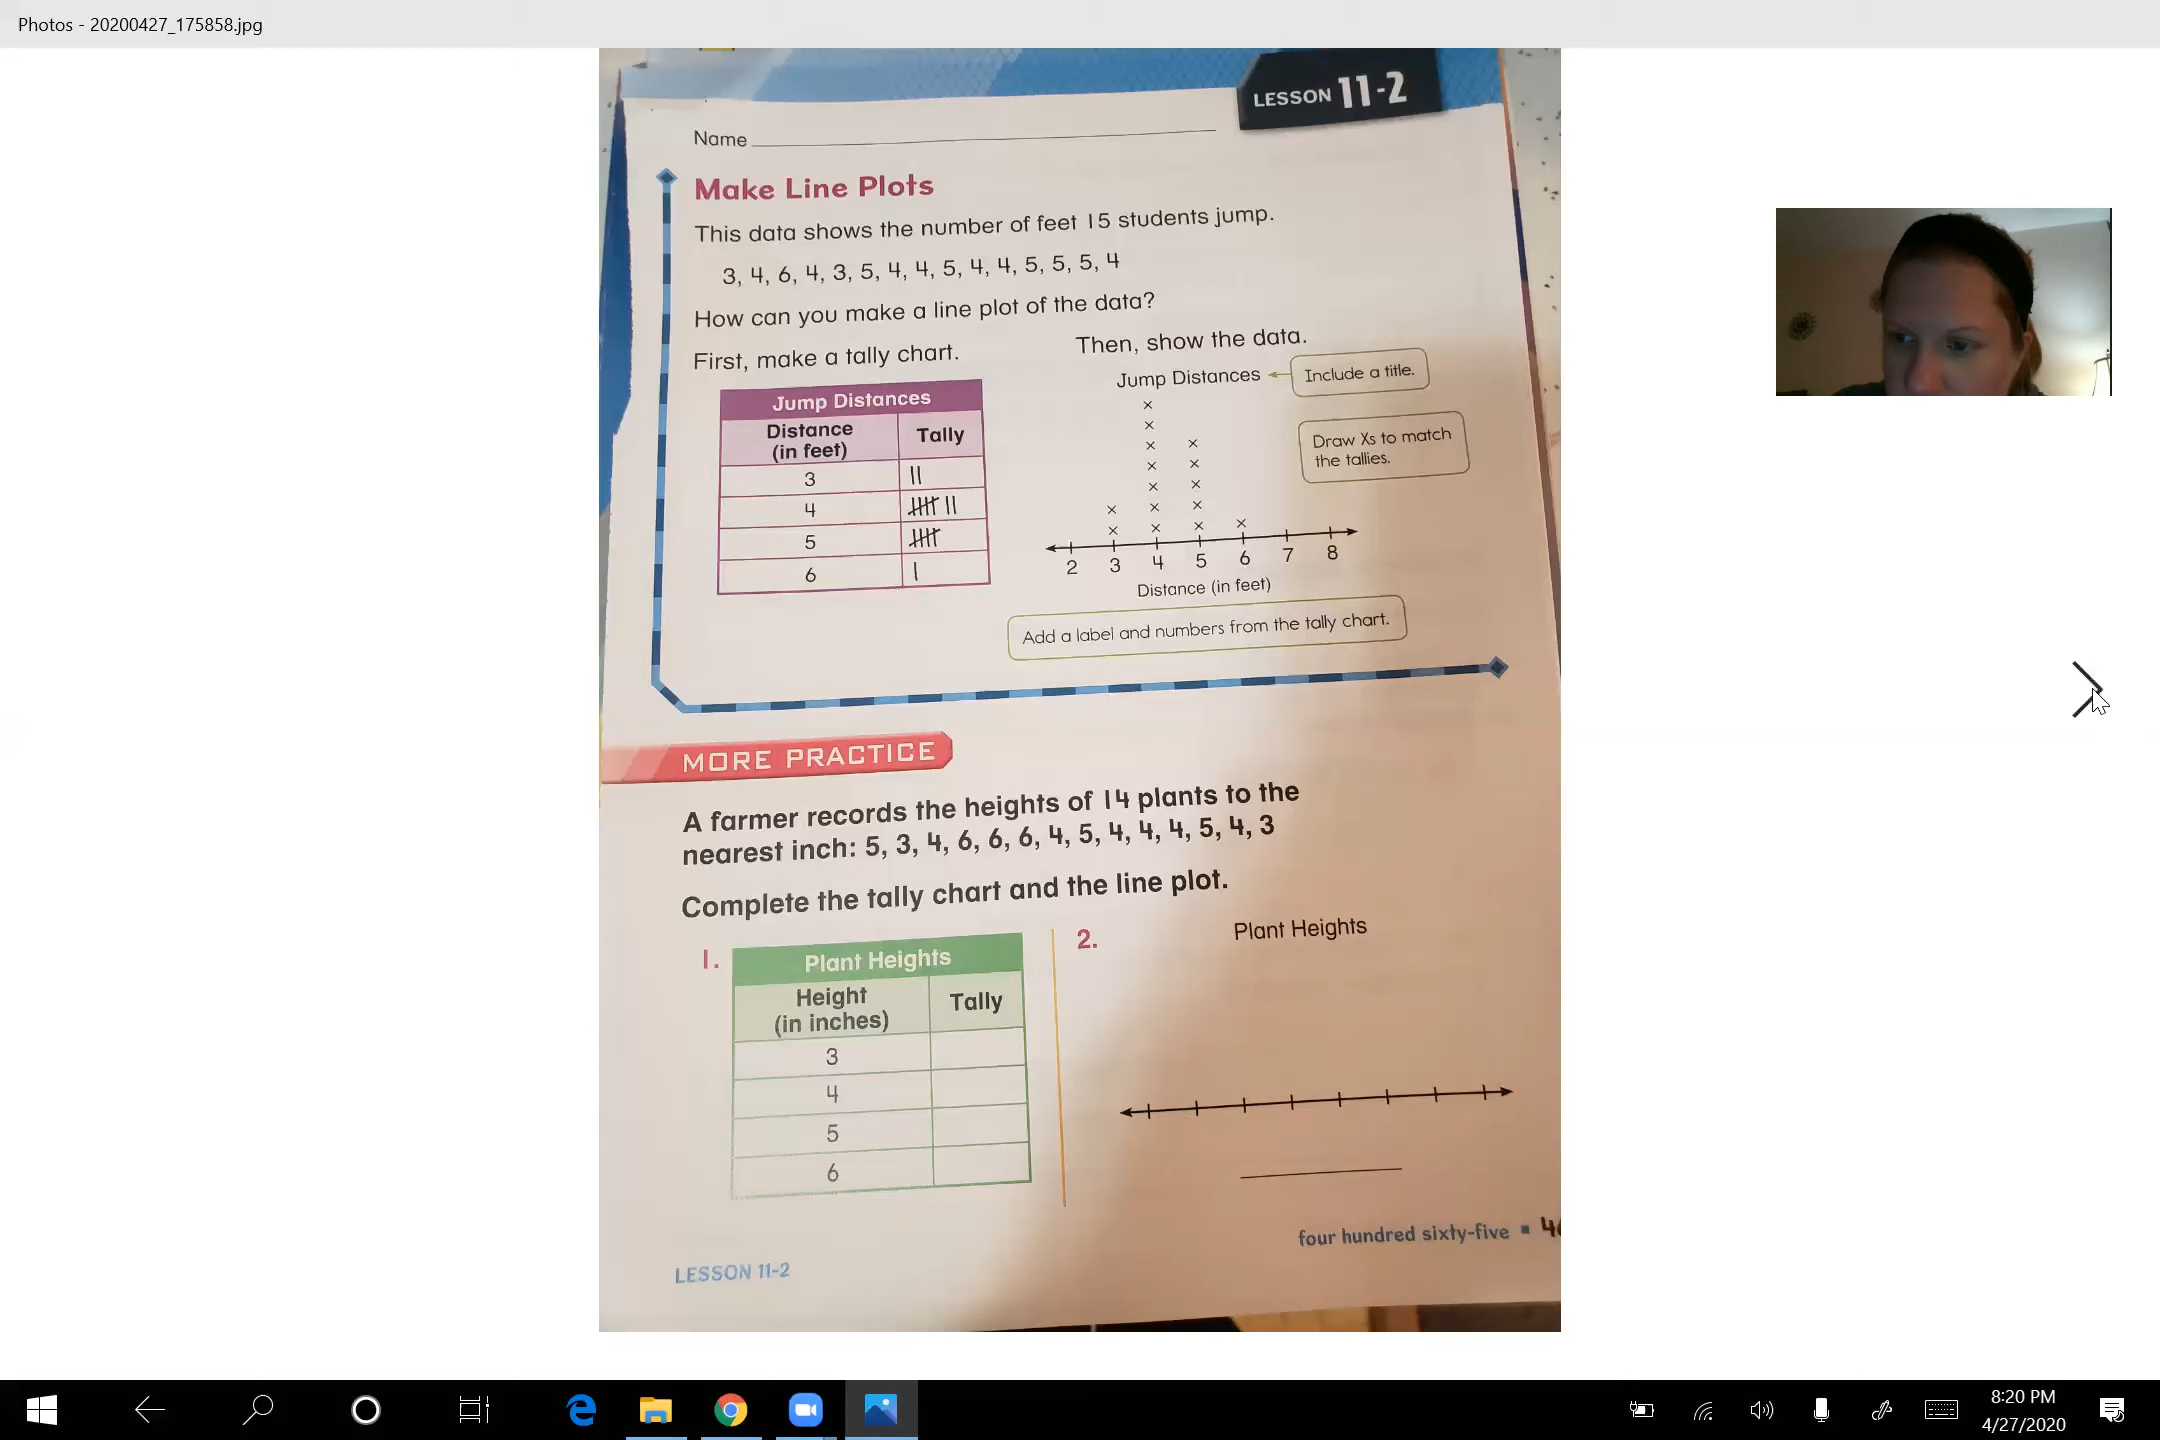 Photos - 20200427_175858.jpg
LESSON 11-2
Name
Make Line Plots
This data shows the number of feet 15 students jump.
3, 4, 6, 4, 3, 5, 4, 4, 5, 4, 4, 5, 5, 5, 4
How can you make a line plot of the data?
First, make a tally chart.
Then, show the data.
Jump Distances
Distance
(in feet)
Tally
3
4
5
6
Jump Distances
Include a title.
Draw Xs to match
the tallies.
2 3 4 5 6 7 8
Distance (in feet)
Add a label and numbers from the tally chart.
MORE PRACTICE
A farmer records the heights of 14 plants to the
nearest inch: 5, 3, 4, 6, 6, 6, 4, 5, 4, 4, 4, 5, 4, 3
Complete the tally chart and the line plot.
1.
Plant Heights
Height
(in inches)
Tally
3
4
5
6
2.
Plant Heights
four hundred sixty-five
LESSON 11-2
8:20 PM
4/27/2020